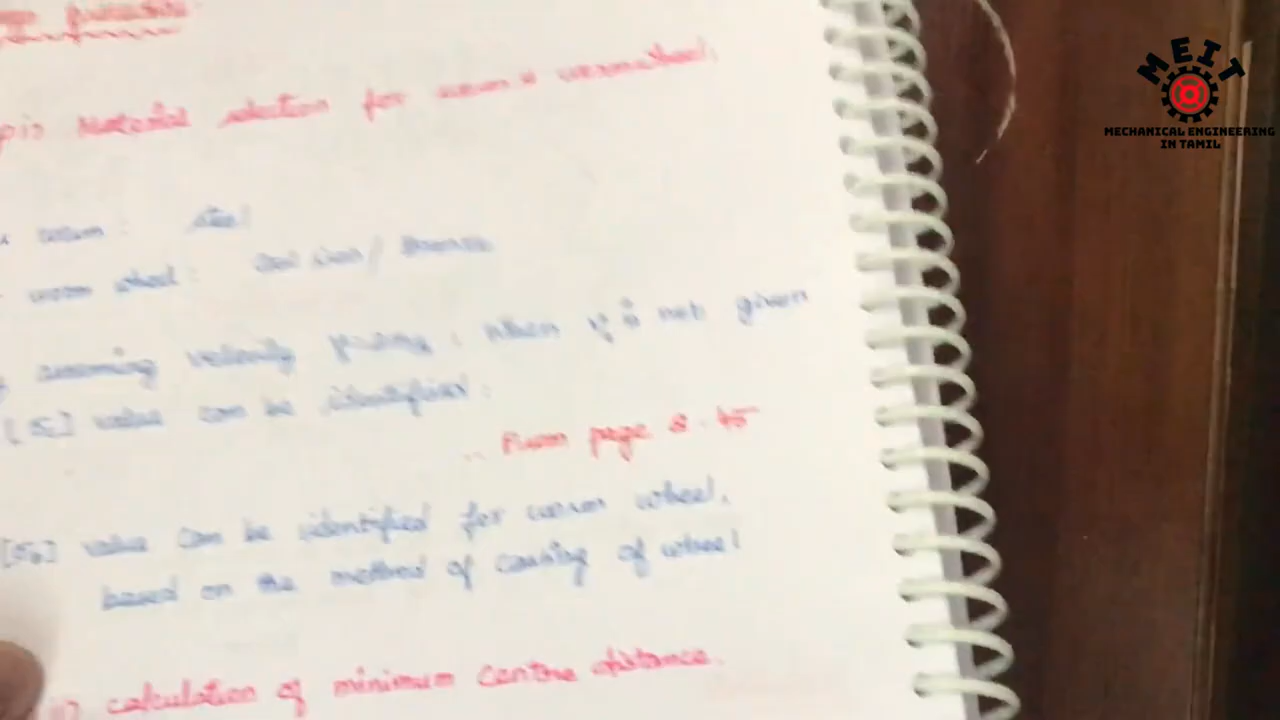 Material selection for worm & wormwheel.
worm : steel
worm wheel : Cast iron / Bronze
assuming velocity : when is not given
value can be identified.
From page 8.45
[σb] value can be identified for worm wheel.
based on the method of casting of wheel
calculation of minimum centre distance.
MEIT
MECHANICAL ENGINEERING
IN TAMIL